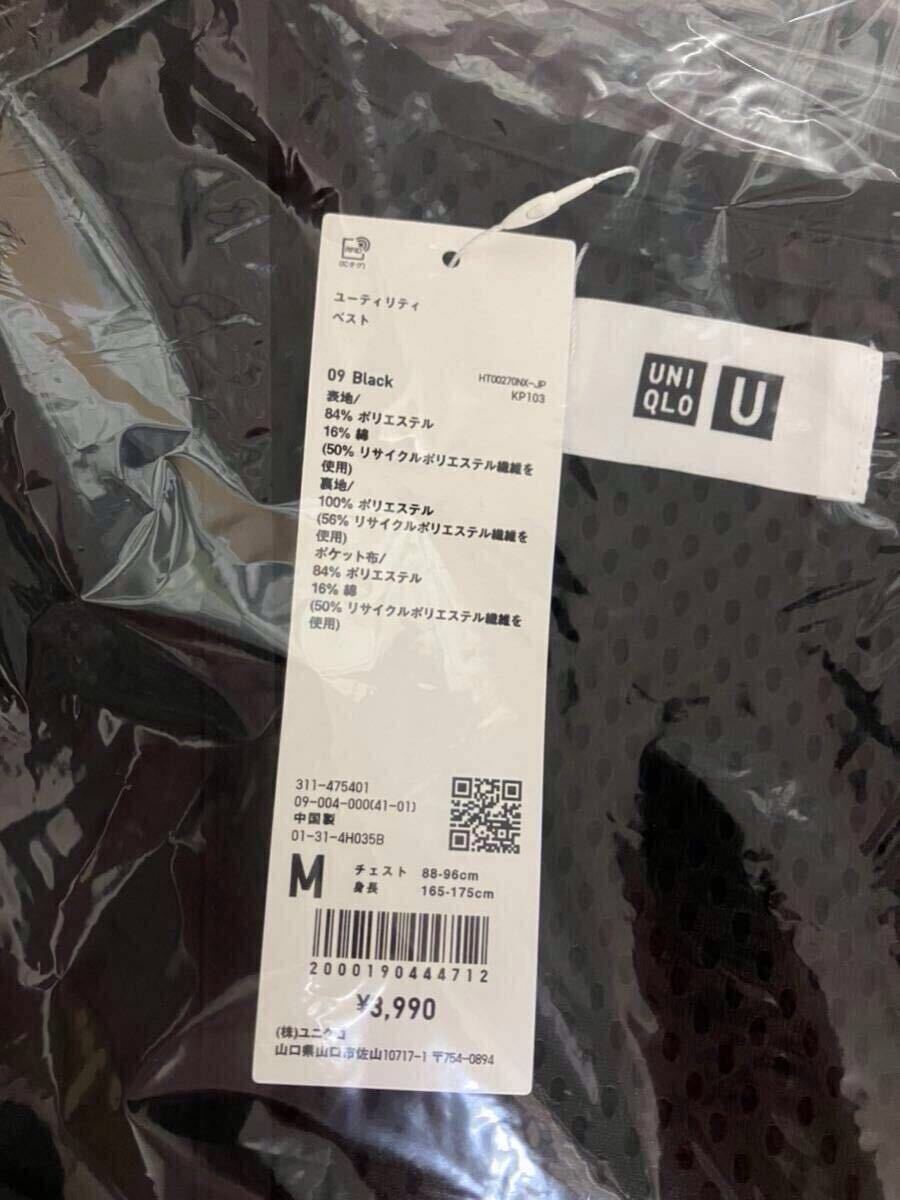 RFID
(ICタグ)
ユーティリティ
ベスト
09 Black
HT00270NX-JP
KP103
表地/
84% ポリエステル
16% 綿
(50% リサイクルポリエステル繊維を
使用)
裏地/
100% ポリエステル
(56% リサイクルポリエステル繊維を
使用)
ポケット布/
84% ポリエステル
16% 綿
(50% リサイクルポリエステル繊維を
使用)
311-475401
09-004-000(41-01)
中国製
01-31-4H035B
M
チェスト 88-96cm
身長 165-175cm
2000190444712
¥3,990
(株)ユニクロ
山口県山口市佐山10717-1 〒754-0894
UNI
QLO
U